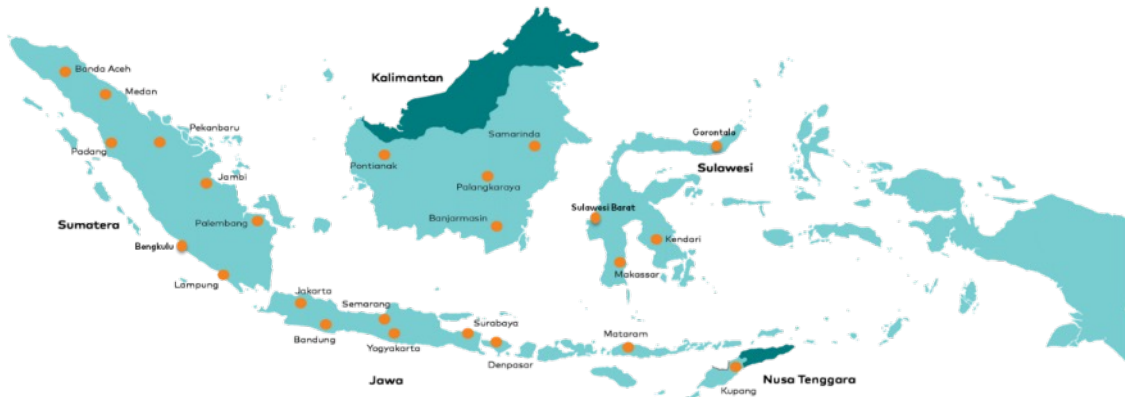 Banda Aceh
Medan
Pekanbaru
Padang
Jambi
Sumatera
Palembang
Bengkulu
Lampung
Kalimantan
Samarinda
Pontianak
Palangkaraya
Banjarmasin
Gorontalo
Sulawesi
Sulawesi Barat
Kendari
Makassar
Jakarta
Semarang
Surabaya
Bandung
Yogyakarta
Denpasar
Jawa
Mataram
Nusa Tenggara
Kupang